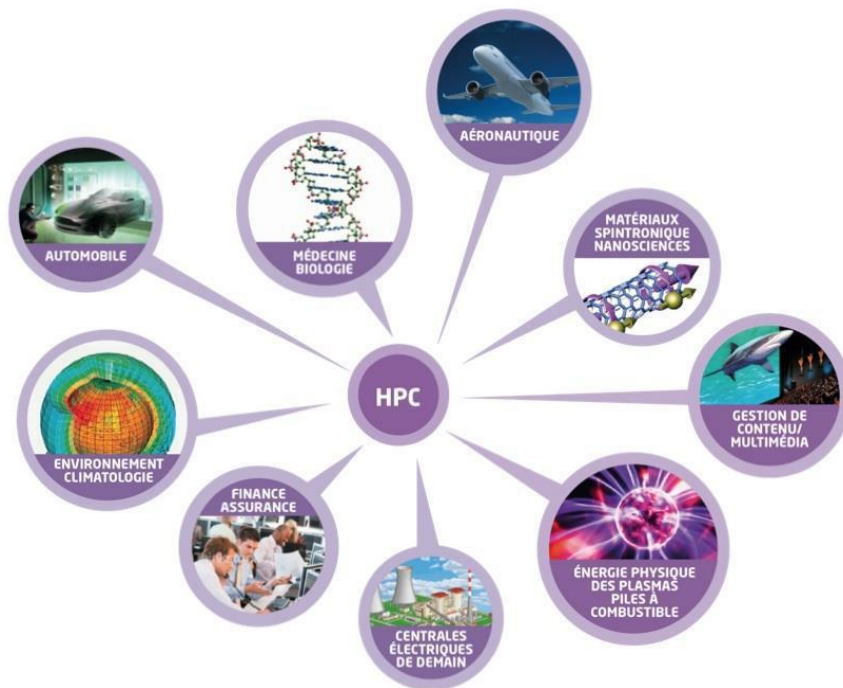 AÉRONAUTIQUE
AUTOMOBILE
MÉDECINE
BIOLOGIE
MATÉRIAUX
SPINTRONIQUE
NANOSCIENCES
HPC
GESTION DE
CONTENU/
MULTIMÉDIA
ENVIRONNEMENT
CLIMATOLOGIE
FINANCE
ASSURANCE
ÉNERGIE PHYSIQUE
DES PLASMAS
PILES À
COMBUSTIBLE
CENTRALES
ÉLECTRIQUES
DE DEMAIN